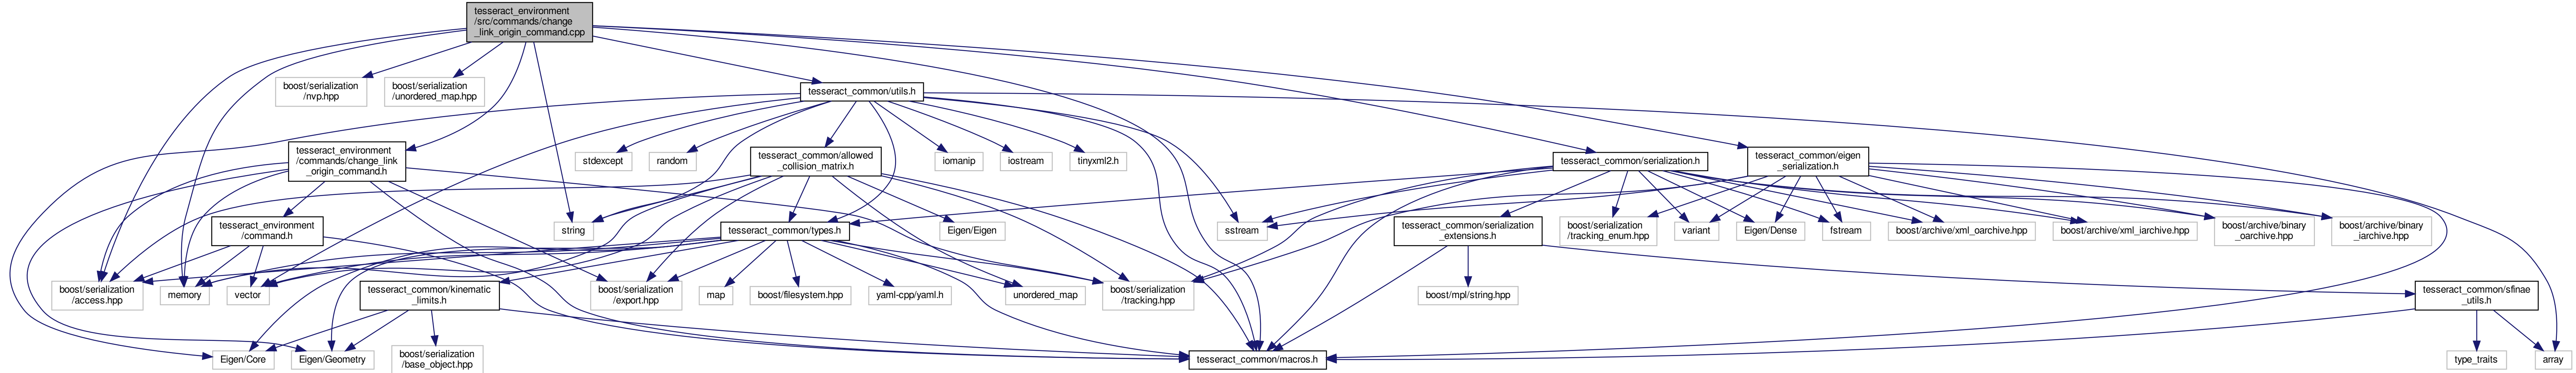 tesseract_environment
/src/commands/change
_link_origin_command.cpp
boost/serialization
/nvp.hpp
boost/serialization
/unordered_map.hpp
tesseract_common/utils.h
tesseract_environment
/commands/change_link
_origin_command.h
stdexcept
random
tesseract_common/allowed
_collision_matrix.h
iomanip
iostream
tinyxml2.h
tesseract_common/serialization.h
tesseract_common/eigen
_serialization.h
tesseract_environment
/command.h
string
tesseract_common/types.h
Eigen/Eigen
sstream
tesseract_common/serialization
_extensions.h
boost/serialization
/tracking_enum.hpp
variant
Eigen/Dense
fstream
boost/archive/xml_oarchive.hpp
boost/archive/xml_iarchive.hpp
boost/archive/binary
_oarchive.hpp
boost/archive/binary
_iarchive.hpp
boost/serialization
/access.hpp
memory
vector
tesseract_common/kinematic
_limits.h
boost/serialization
/export.hpp
map
boost/filesystem.hpp
yaml-cpp/yaml.h
unordered_map
boost/serialization
/tracking.hpp
boost/mpl/string.hpp
tesseract_common/sfinae
_utils.h
Eigen/Core
Eigen/Geometry
boost/serialization
/base_object.hpp
tesseract_common/macros.h
type_traits
array